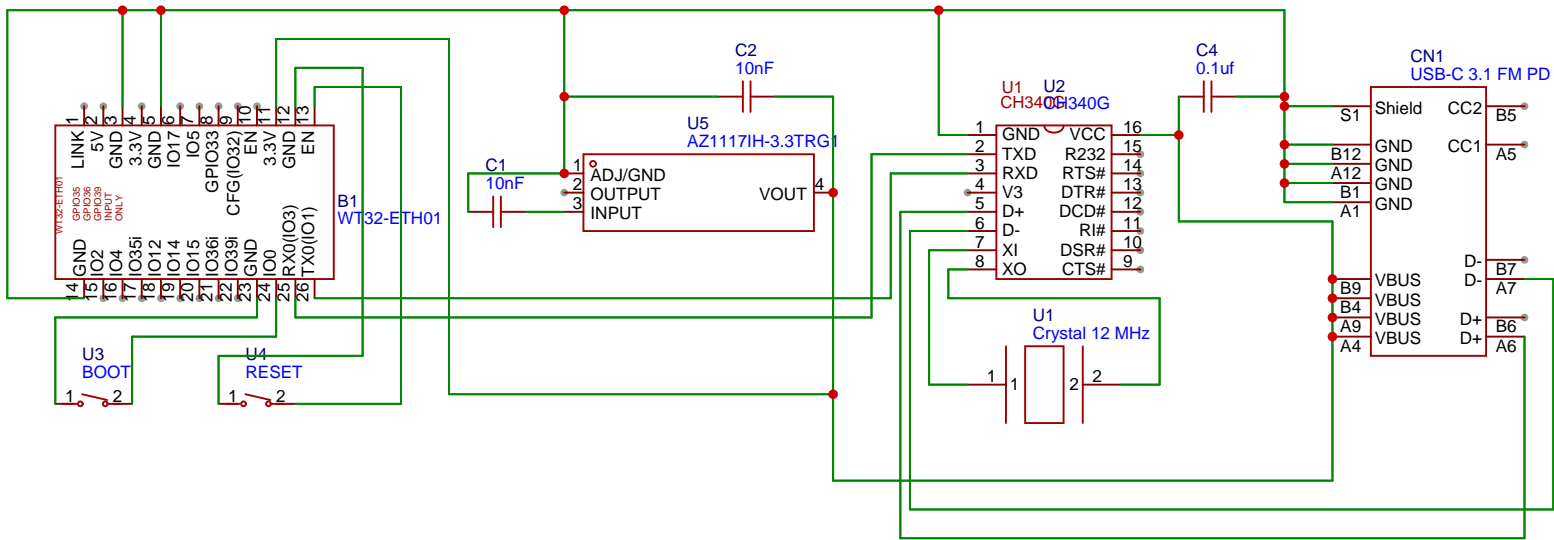 C2
10nF
C4
0.1uf
CN1
USB-C 3.1 FM PD
U1
CH340G
U2
CH340G
1
2
3
4
5
6
7
8
9
10
11
12
13
LINK
5V
GND
3.3V
GND
IO17
IO5
GPIO33
CFG(IO32)
EN
3.3V
GND
EN
WT32-ETH01
GPIO35
GPIO36
GPIO39
INPUT
ONLY
B1
WT32-ETH01
GND
IO2
IO4
IO35i
IO12
IO14
IO15
IO36i
IO39i
GND
IO0
RX0(IO3)
TX0(IO1)
14
15
16
17
18
19
20
21
22
23
24
25
26
U5
AZ1117IH-3.3TRG1
C1
10nF
1 ADJ/GND
2 OUTPUT
3 INPUT
VOUT 4
1 GND VCC 16
2 TXD R232 15
3 RXD RTS# 14
4 V3 DTR# 13
5 D+ DCD# 12
6 D- RI# 11
7 XI DSR# 10
8 XO CTS# 9
S1 Shield CC2 B5
GND CC1 A5
B12 GND
A12 GND
B1 GND
A1
D- B7
VBUS D- A7
B9 VBUS
B4 VBUS D+ B6
A9 VBUS D+ A6
A4
U3
BOOT
1 2
U4
RESET
1 2
U1
Crystal 12 MHz
1 1 2 2